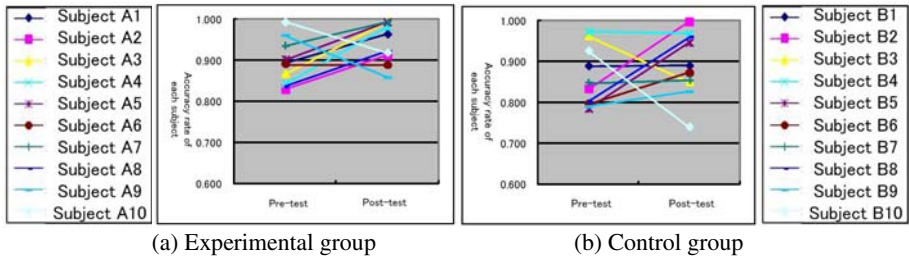 Subject A1
Subject A2
Subject A3
Subject A4
Subject A5
Subject A6
Subject A7
Subject A8
Subject A9
Subject A10
Accuracy rate of
each subject
1.000
0.900
0.800
0.700
0.600
Pre-test
Post-test
(a) Experimental group
Accuracy rate of
each subject
1.000
0.900
0.800
0.700
0.600
Pre-test
Post-test
Subject B1
Subject B2
Subject B3
Subject B4
Subject B5
Subject B6
Subject B7
Subject B8
Subject B9
Subject B10
(b) Control group